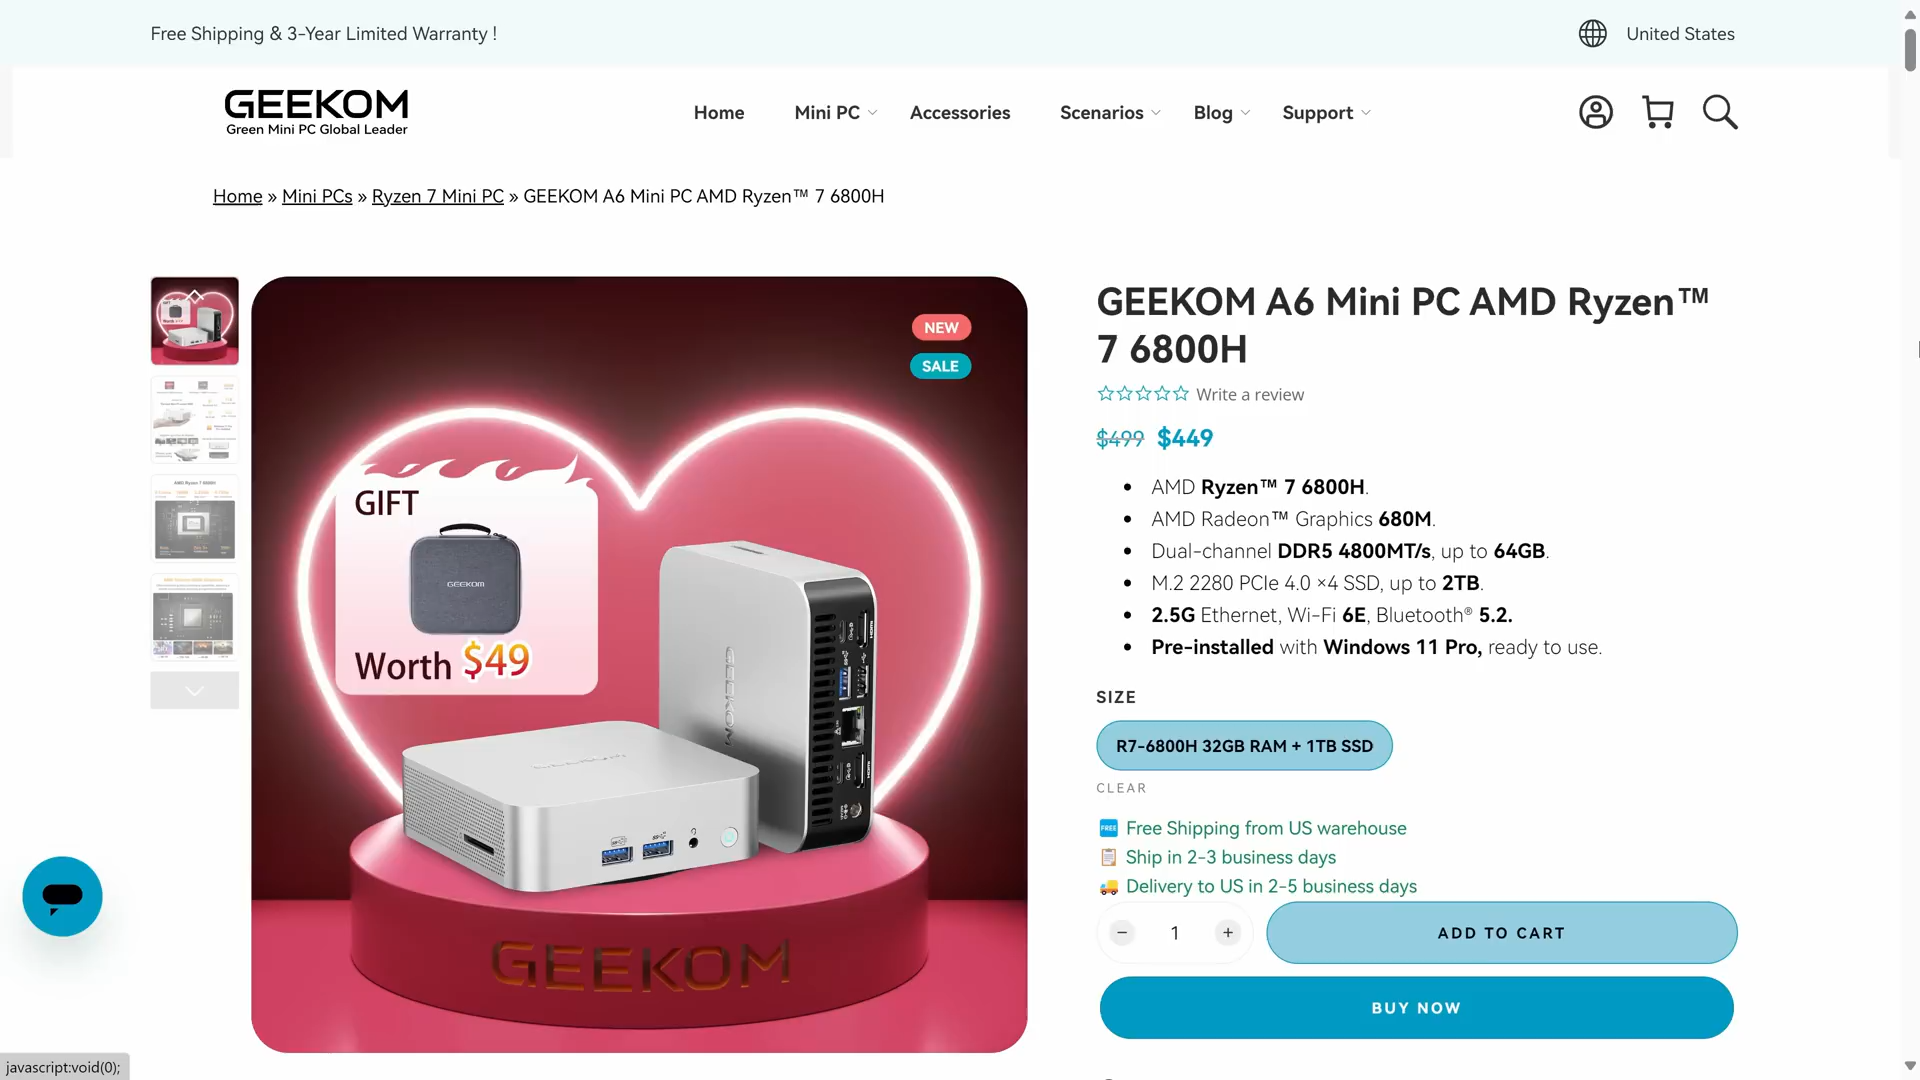 Free Shipping & 3-Year Limited Warranty !
United States
GEEKOM
Green Mini PC Global Leader
Home
Mini PC
Accessories
Scenarios
Blog
Support
Home » Mini PCs » Ryzen 7 Mini PC » GEEKOM A6 Mini PC AMD Ryzen™ 7 6800H
NEW
SALE
GIFT
GEEKOM
Worth $49
GEEKOM
GEEKOM
GEEKOM A6 Mini PC AMD Ryzen™
7 6800H
Write a review
$499 $449
AMD Ryzen™ 7 6800H.
AMD Radeon™ Graphics 680M.
Dual-channel DDR5 4800MT/s, up to 64GB.
M.2 2280 PCIe 4.0 ×4 SSD, up to 2TB.
2.5G Ethernet, Wi-Fi 6E, Bluetooth® 5.2.
Pre-installed with Windows 11 Pro, ready to use.
SIZE
R7-6800H 32GB RAM + 1TB SSD
CLEAR
FREE Free Shipping from US warehouse
Ship in 2-3 business days
Delivery to US in 2-5 business days
− 1 +
ADD TO CART
BUY NOW
javascript:void(0);